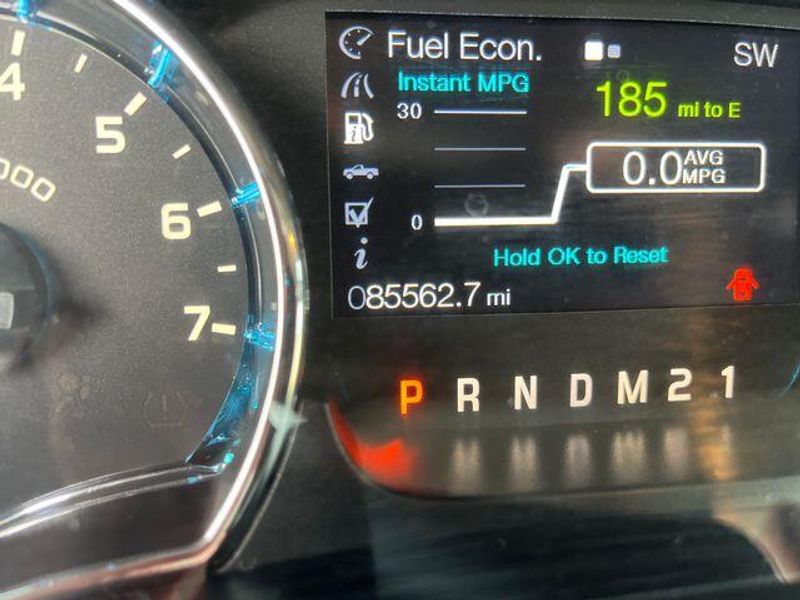 Fuel Econ.
SW
Instant MPG
30
185 mi to E
0.0 AVG MPG
0
Hold OK to Reset
085562.7 mi
P R N D M 2 1
4
5
6
7
000